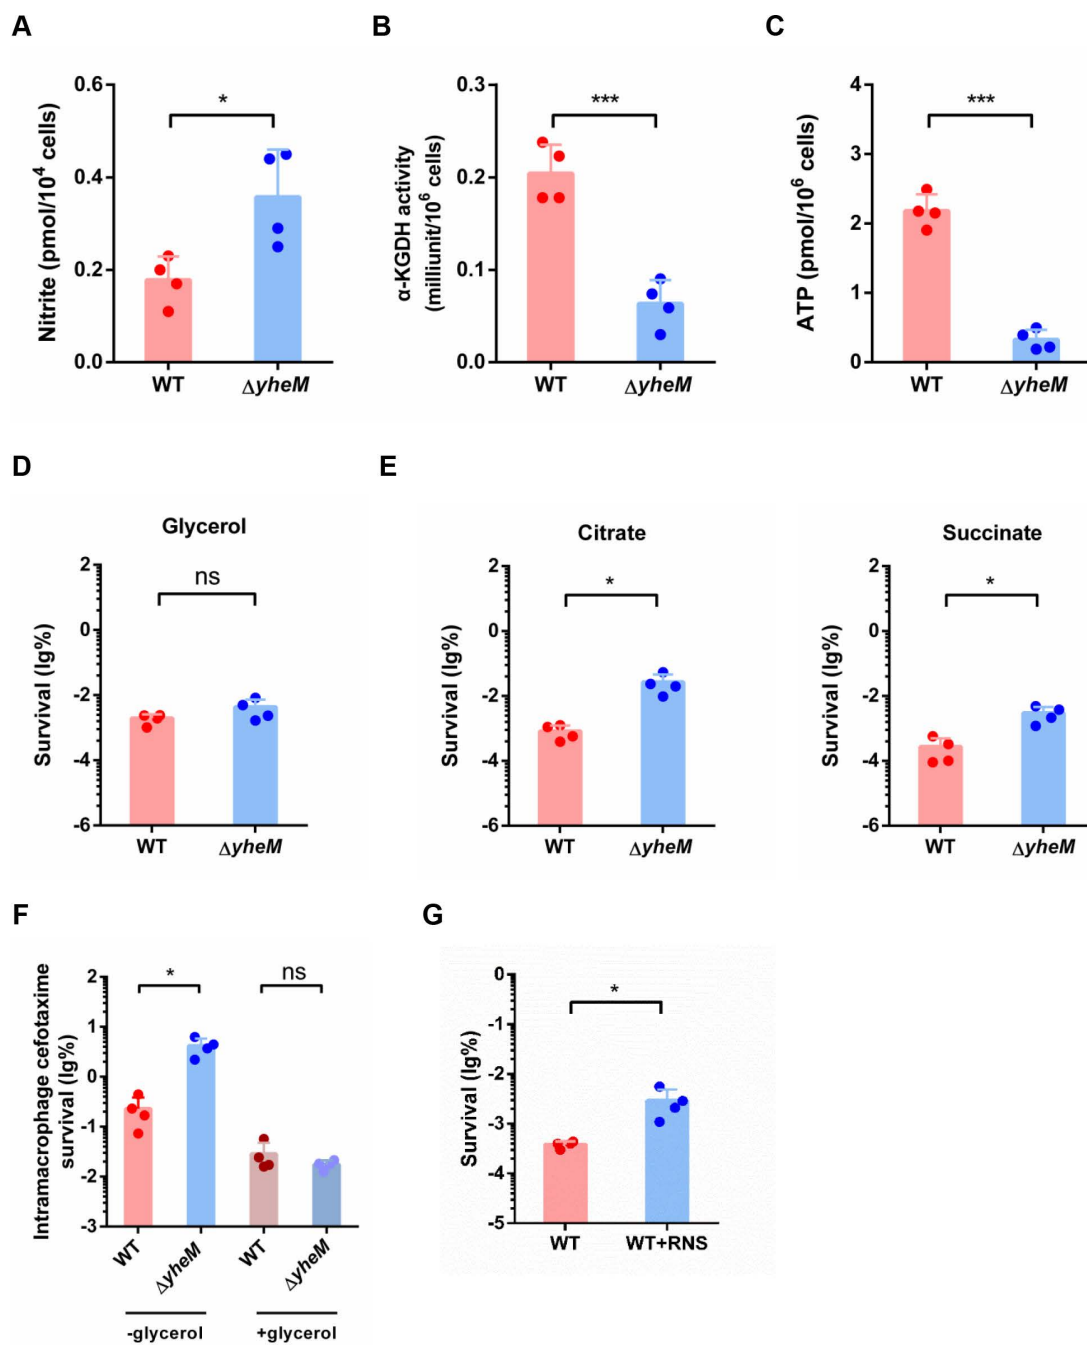 A
B
C
0.6
0.4
0.2
0.0
Nitrite (pmol/10⁴ cells)
*
WT
ΔyheM
0.3
0.2
0.1
0.0
α-KGDH activity
(milliunit/10⁶ cells)
***
WT
ΔyheM
4
3
2
1
0
ATP (pmol/10⁶ cells)
***
WT
ΔyheM
D
E
Glycerol
2
0
-2
-4
-6
Survival (lg%)
ns
WT
ΔyheM
Citrate
2
0
-2
-4
-6
Survival (lg%)
*
WT
ΔyheM
Succinate
2
0
-2
-4
-6
Survival (lg%)
*
WT
ΔyheM
F
G
2
1
0
-1
-2
-3
Intramacrophage cefotaxime
survival (lg%)
*
ns
WT
ΔyheM
WT
ΔyheM
-glycerol
+glycerol
0
-1
-2
-3
-4
-5
Survival (lg%)
*
WT
WT+RNS